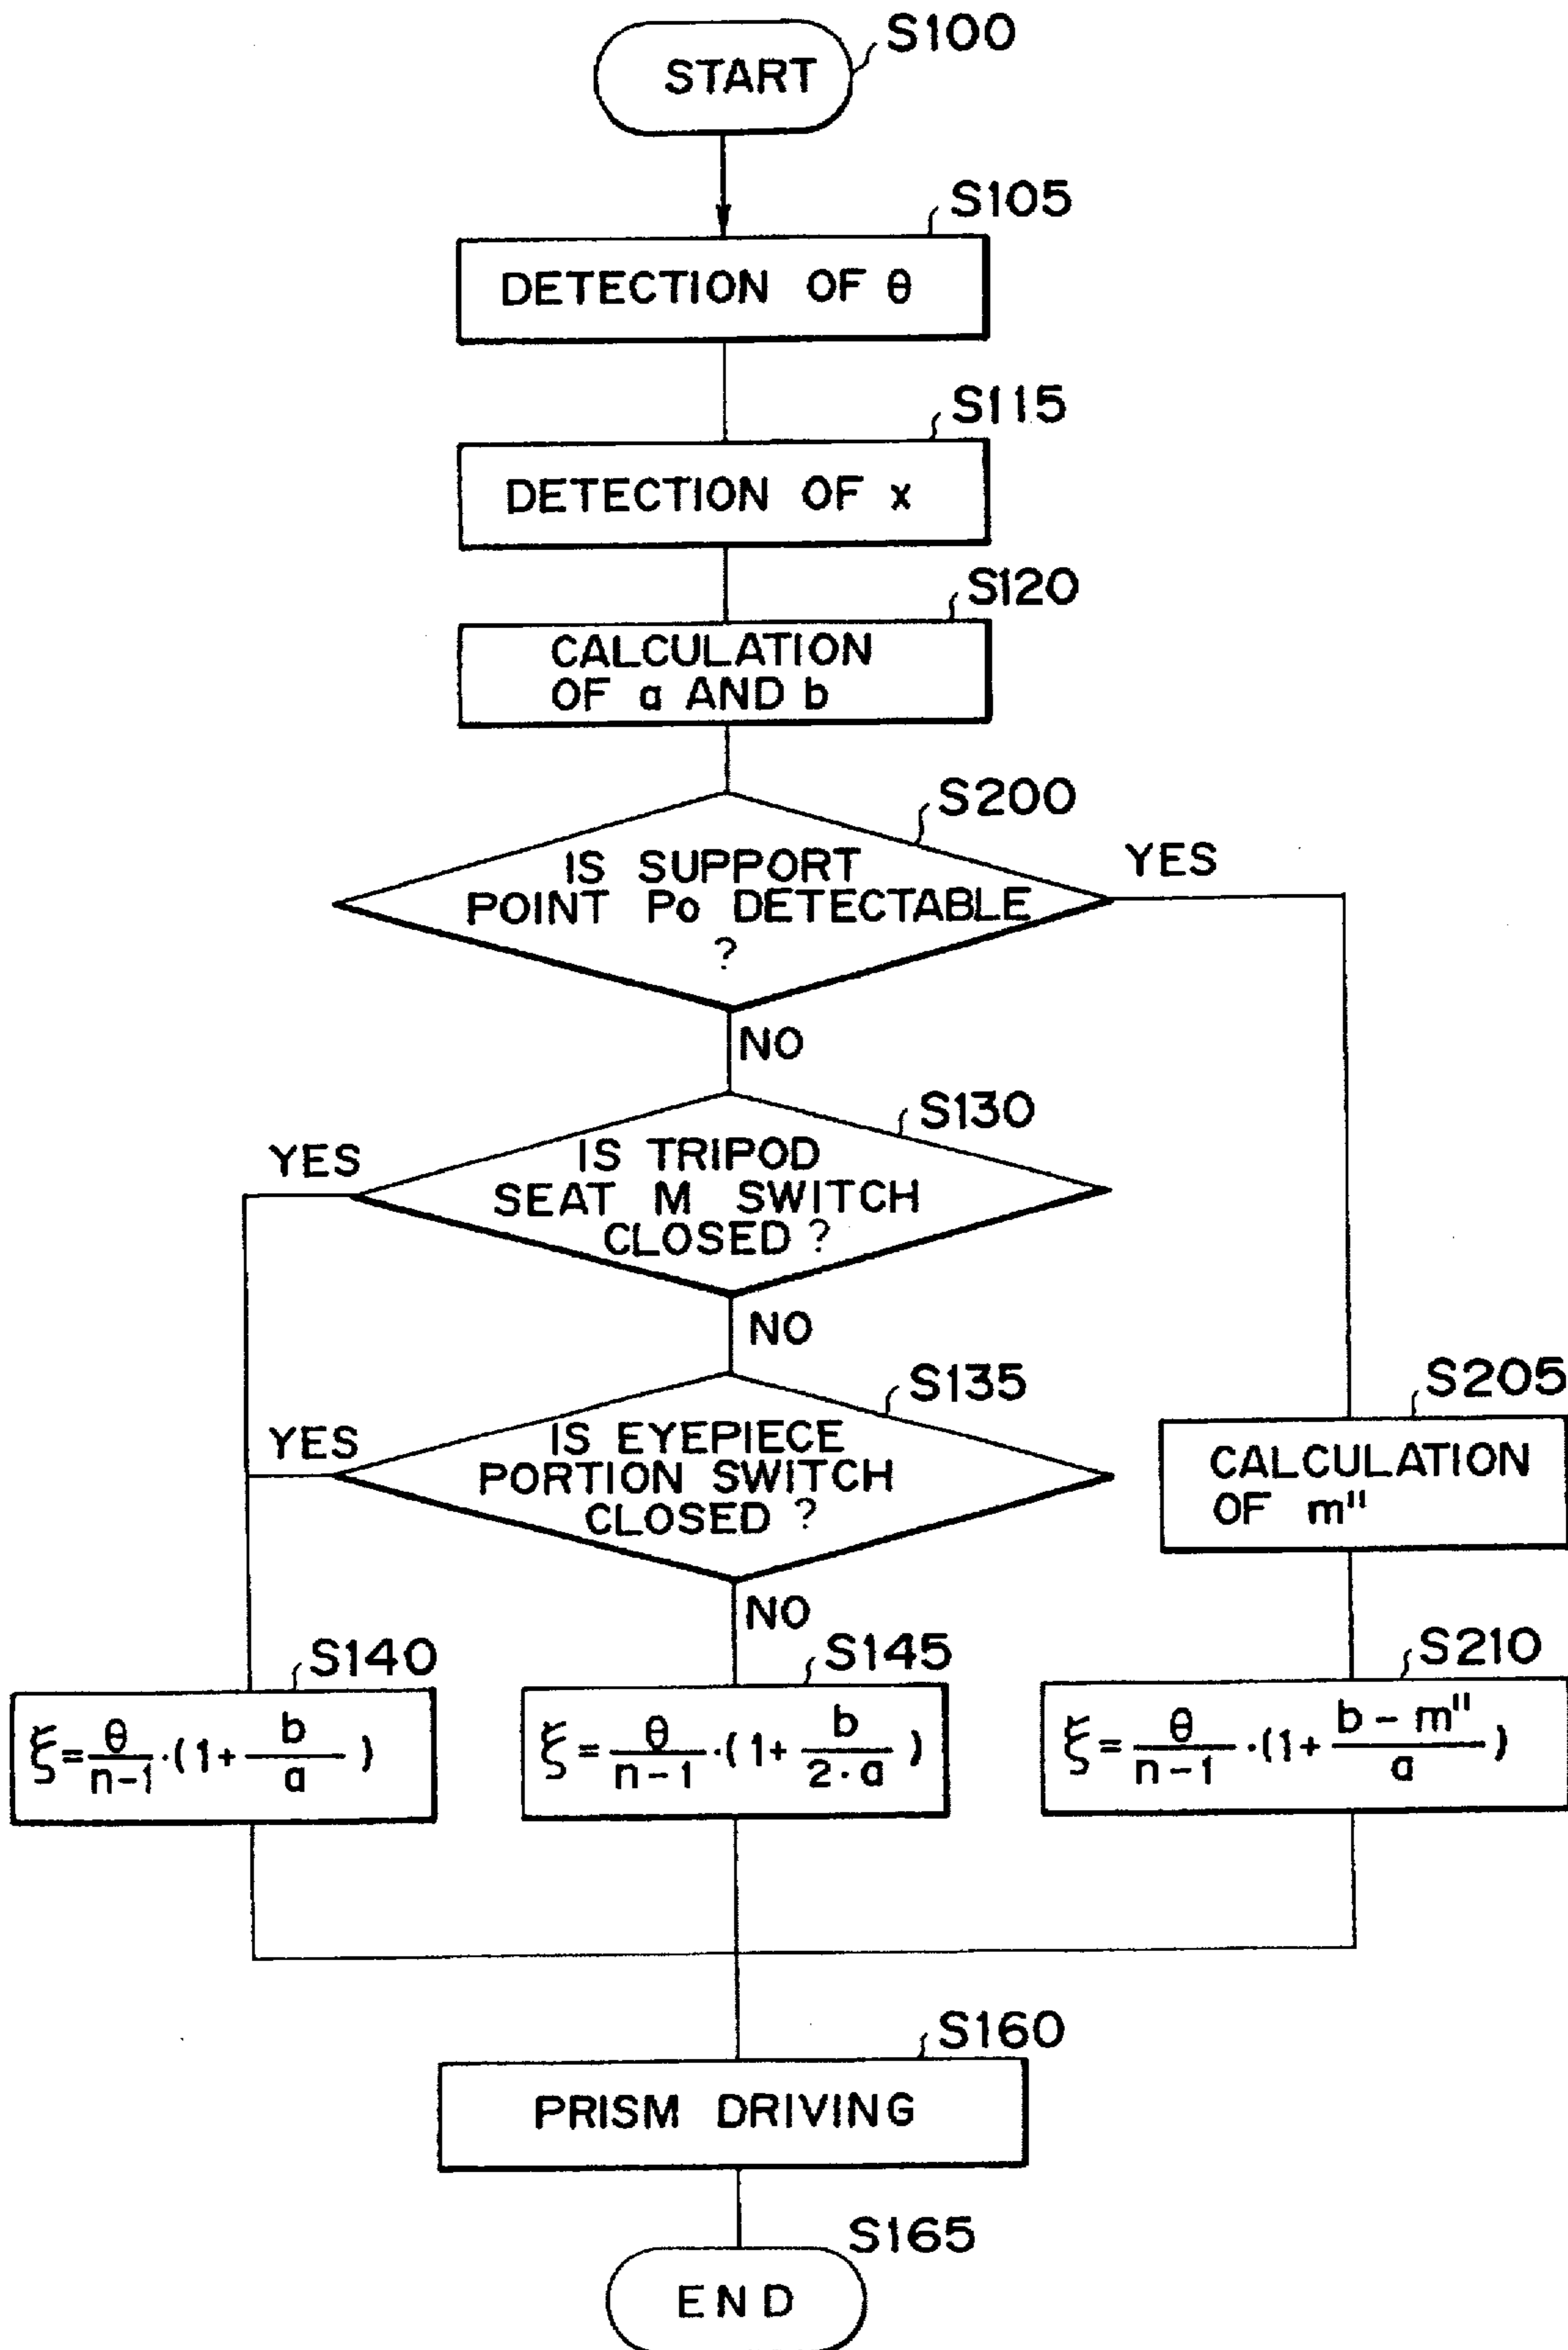 S100
START
S105
DETECTION OF θ
S115
DETECTION OF x
S120
CALCULATION
OF a AND b
S200
IS SUPPORT
POINT Po DETECTABLE
?
YES
NO
S130
IS TRIPOD
SEAT M SWITCH
CLOSED ?
YES
NO
S135
IS EYEPIECE
PORTION SWITCH
CLOSED ?
YES
NO
S205
CALCULATION
OF m"
S140
ξ=θ/n-1·(1+b/a)
S145
ξ=θ/n-1·(1+b/2·a)
S210
ξ=θ/n-1·(1+b-m"/a)
S160
PRISM DRIVING
S165
END